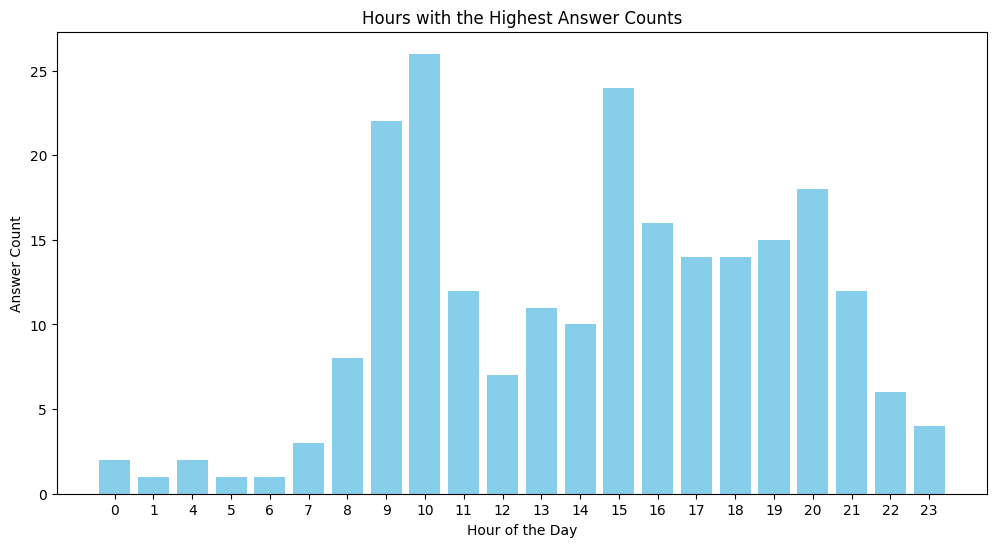 Hours with the Highest Answer Counts
Answer Count
25
20
15
10
5
0
0 1 4 5 6 7 8 9 10 11 12 13 14 15 16 17 18 19 20 21 22 23
Hour of the Day